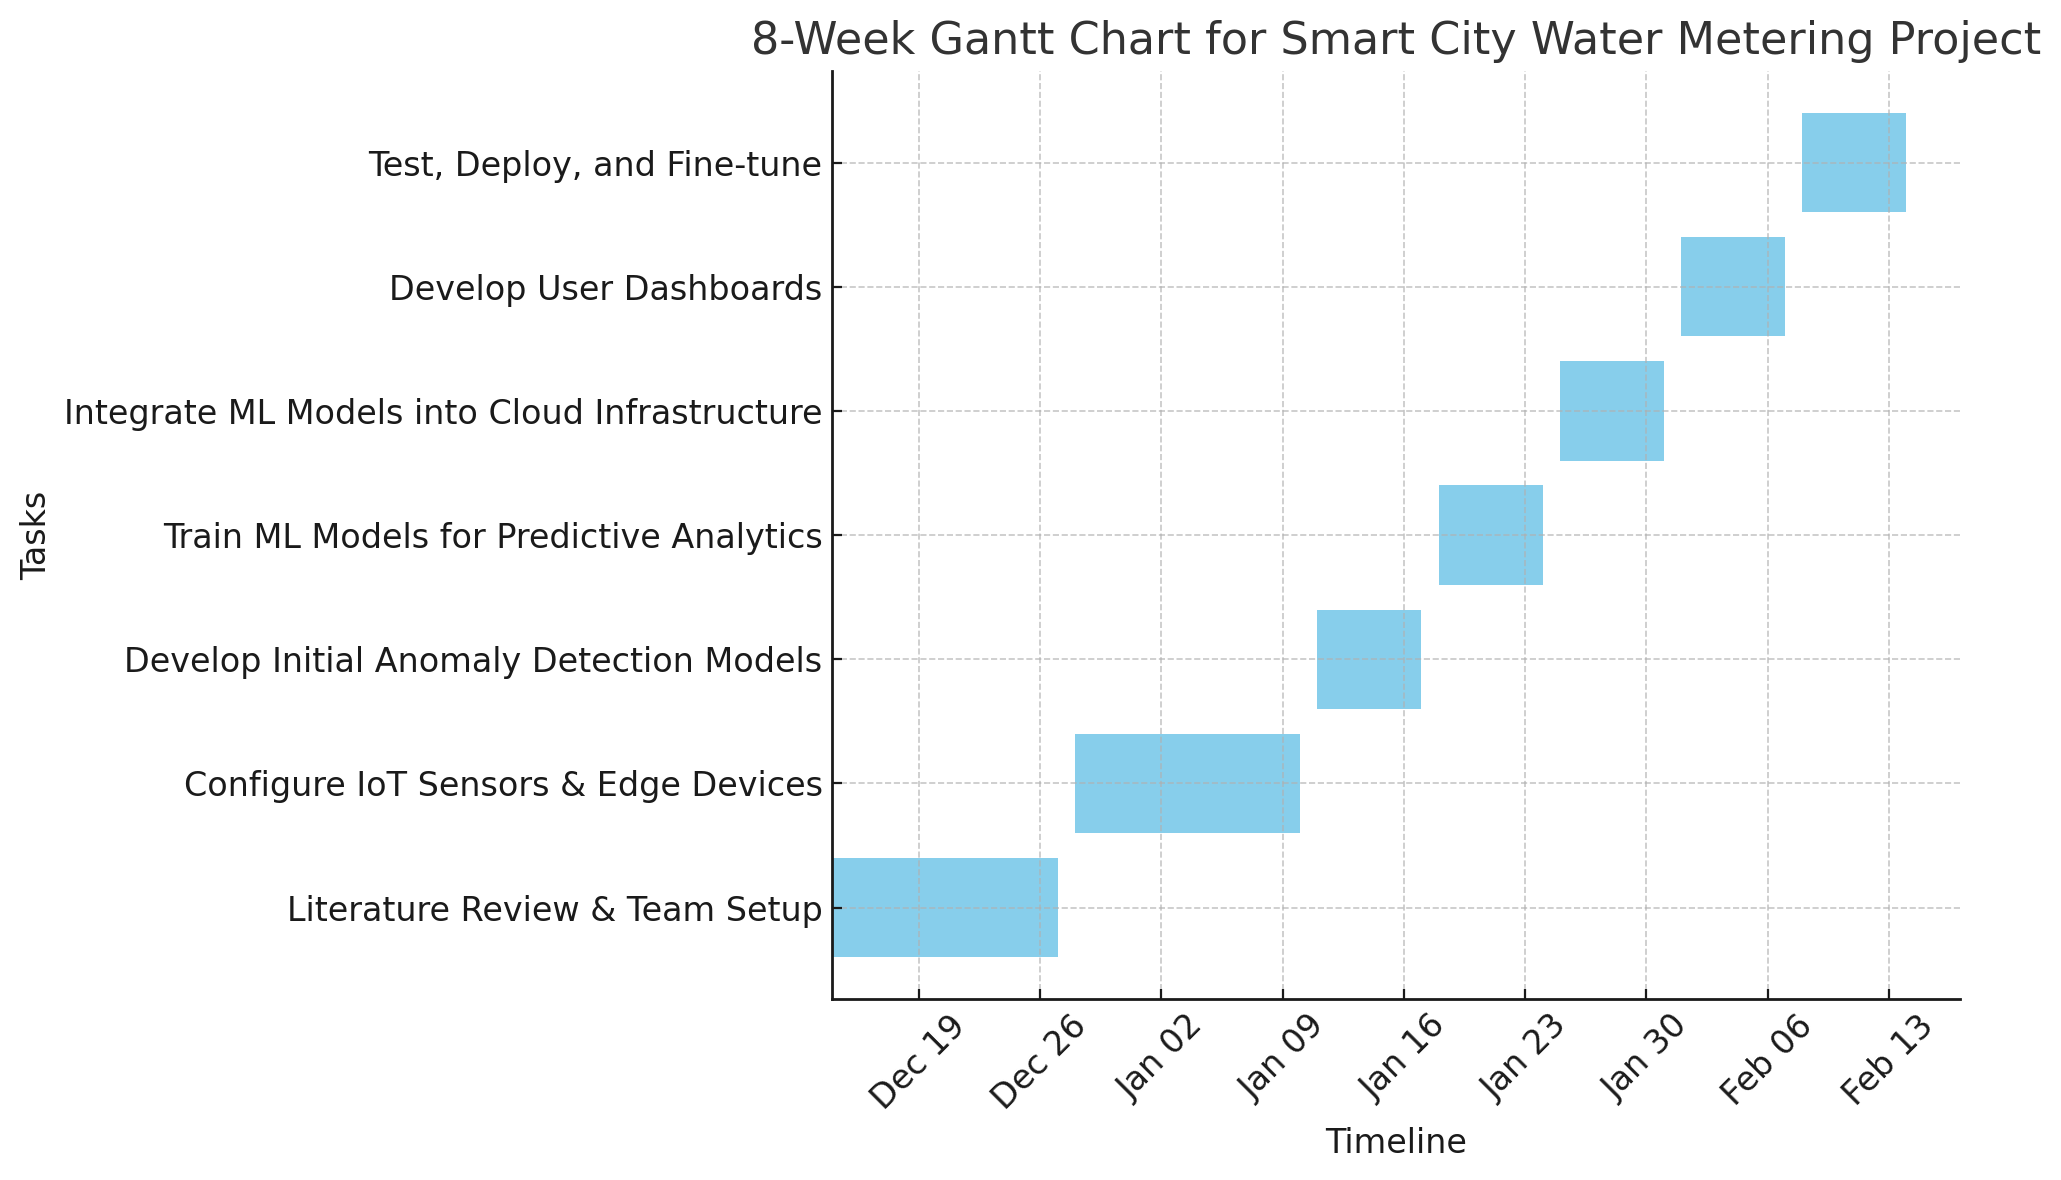 8-Week Gantt Chart for Smart City Water Metering Project
Test, Deploy, and Fine-tune
Develop User Dashboards
Integrate ML Models into Cloud Infrastructure
Train ML Models for Predictive Analytics
Develop Initial Anomaly Detection Models
Configure IoT Sensors & Edge Devices
Literature Review & Team Setup
Tasks
Dec 19
Dec 26
Jan 02
Jan 09
Jan 16
Jan 23
Jan 30
Feb 06
Feb 13
Timeline